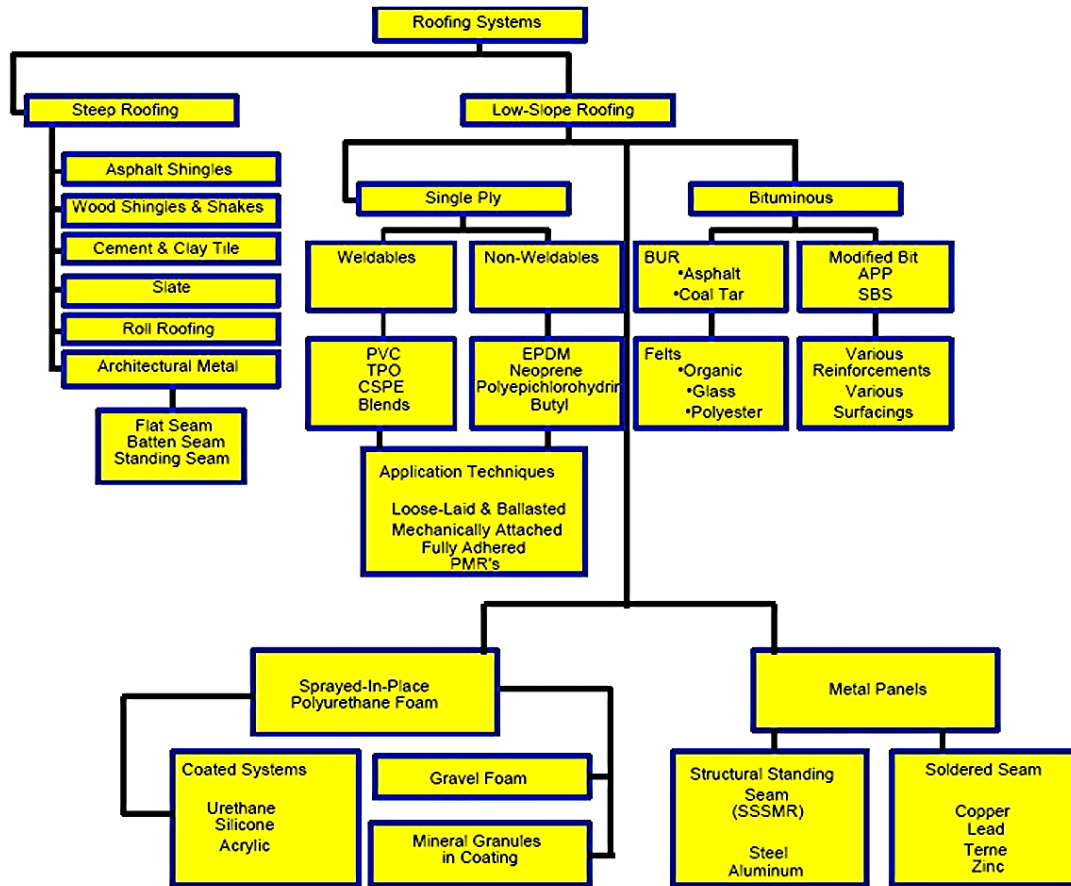 Roofing Systems
Steep Roofing
Low-Slope Roofing
Asphalt Shingles
Wood Shingles & Shakes
Cement & Clay Tile
Slate
Roll Roofing
Architectural Metal
Flat Seam
Batten Seam
Standing Seam
Single Ply
Bituminous
Weldables
Non-Weldables
BUR
•Asphalt
•Coal Tar
Modified Bit
APP
SBS
PVC
TPO
CSPE
Blends
EPDM
Neoprene
Polyepichlorohydrin
Butyl
Felts
•Organic
•Glass
•Polyester
Various
Reinforcements
Various
Surfacings
Application Techniques
Loose-Laid & Ballasted
Mechanically Attached
Fully Adhered
PMR's
Sprayed-In-Place
Polyurethane Foam
Metal Panels
Coated Systems
Urethane
Silicone
Acrylic
Gravel Foam
Mineral Granules
in Coating
Structural Standing
Seam
(SSSMR)
Steel
Aluminum
Soldered Seam
Copper
Lead
Terne
Zinc